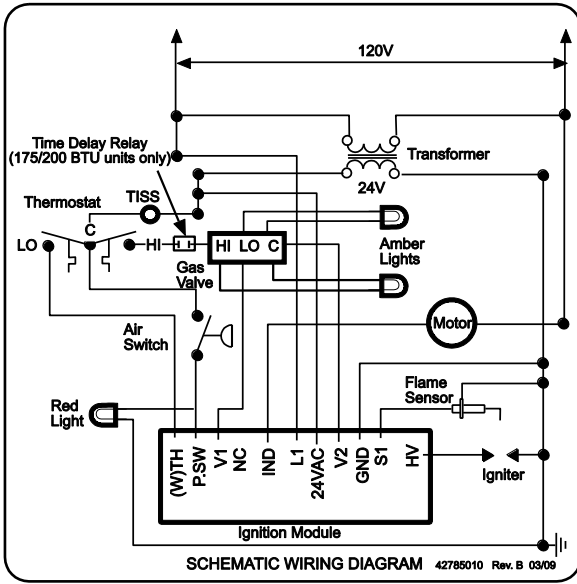 120V
Time Delay Relay
(175/200 BTU units only)
Transformer
24V
Thermostat
TISS
C
LO
HI
HI LO C
Amber
Lights
Gas
Valve
Air
Switch
Motor
Flame
Sensor
Red
Light
(W)TH
P.SW
V1
NC
IND
L1
24VAC
V2
GND
S1
HV
Igniter
Ignition Module
SCHEMATIC WIRING DIAGRAM 42785010 Rev. B 03/09